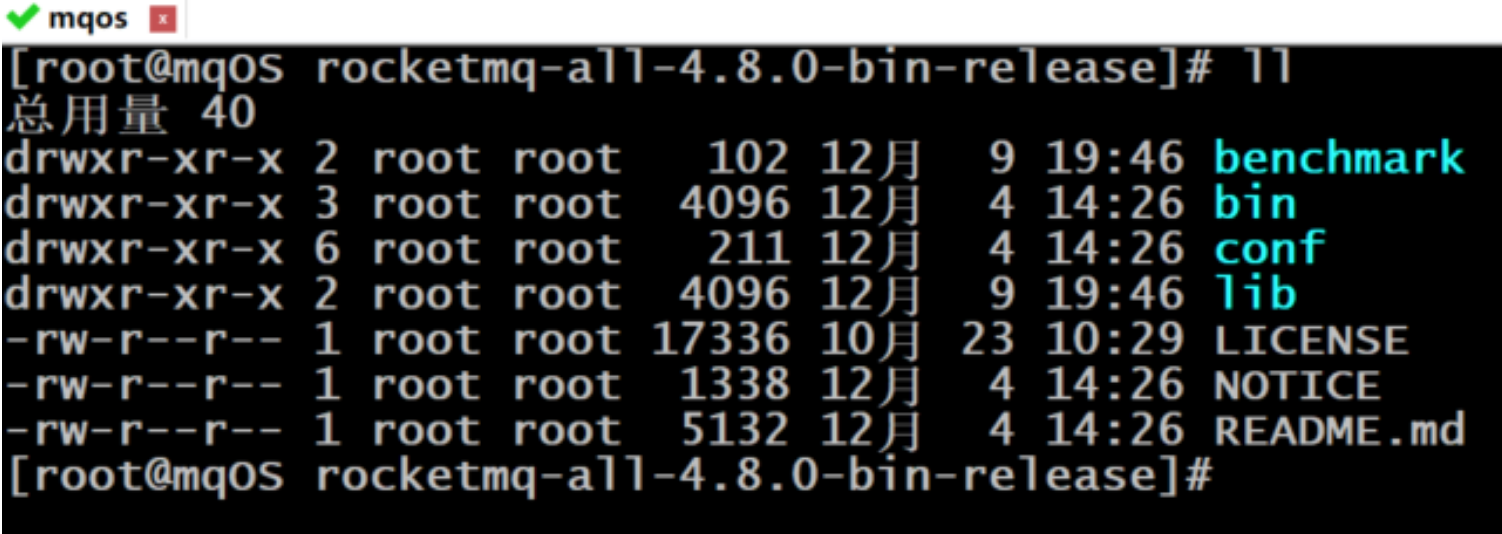 mqos
[root@mqOS rocketmq-all-4.8.0-bin-release]# ll
总用量 40
drwxr-xr-x 2 root root   102 12月   9 19:46 benchmark
drwxr-xr-x 3 root root  4096 12月   4 14:26 bin
drwxr-xr-x 6 root root   211 12月   4 14:26 conf
drwxr-xr-x 2 root root  4096 12月   9 19:46 lib
-rw-r--r-- 1 root root 17336 10月  23 10:29 LICENSE
-rw-r--r-- 1 root root  1338 12月   4 14:26 NOTICE
-rw-r--r-- 1 root root  5132 12月   4 14:26 README.md
[root@mqOS rocketmq-all-4.8.0-bin-release]#